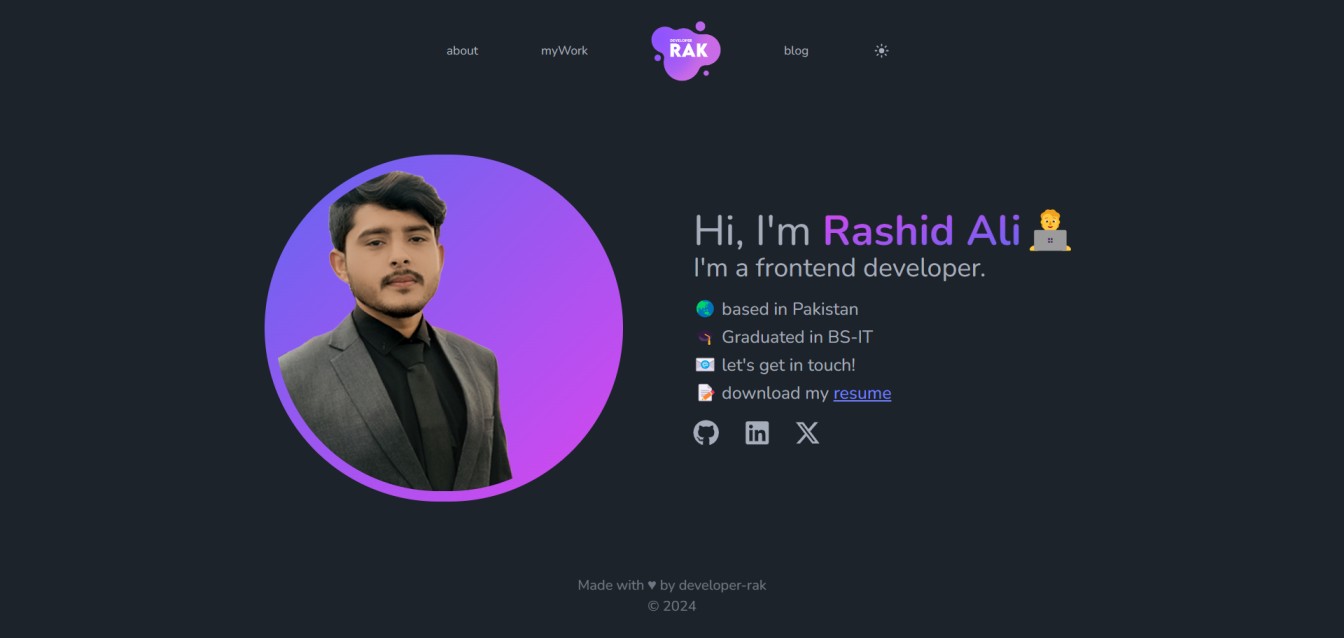 about
myWork
DEVELOPER
RAK
blog
Hi, I'm Rashid Ali
I'm a frontend developer.
based in Pakistan
Graduated in BS-IT
let's get in touch!
download my resume
Made with ♥ by developer-rak
© 2024